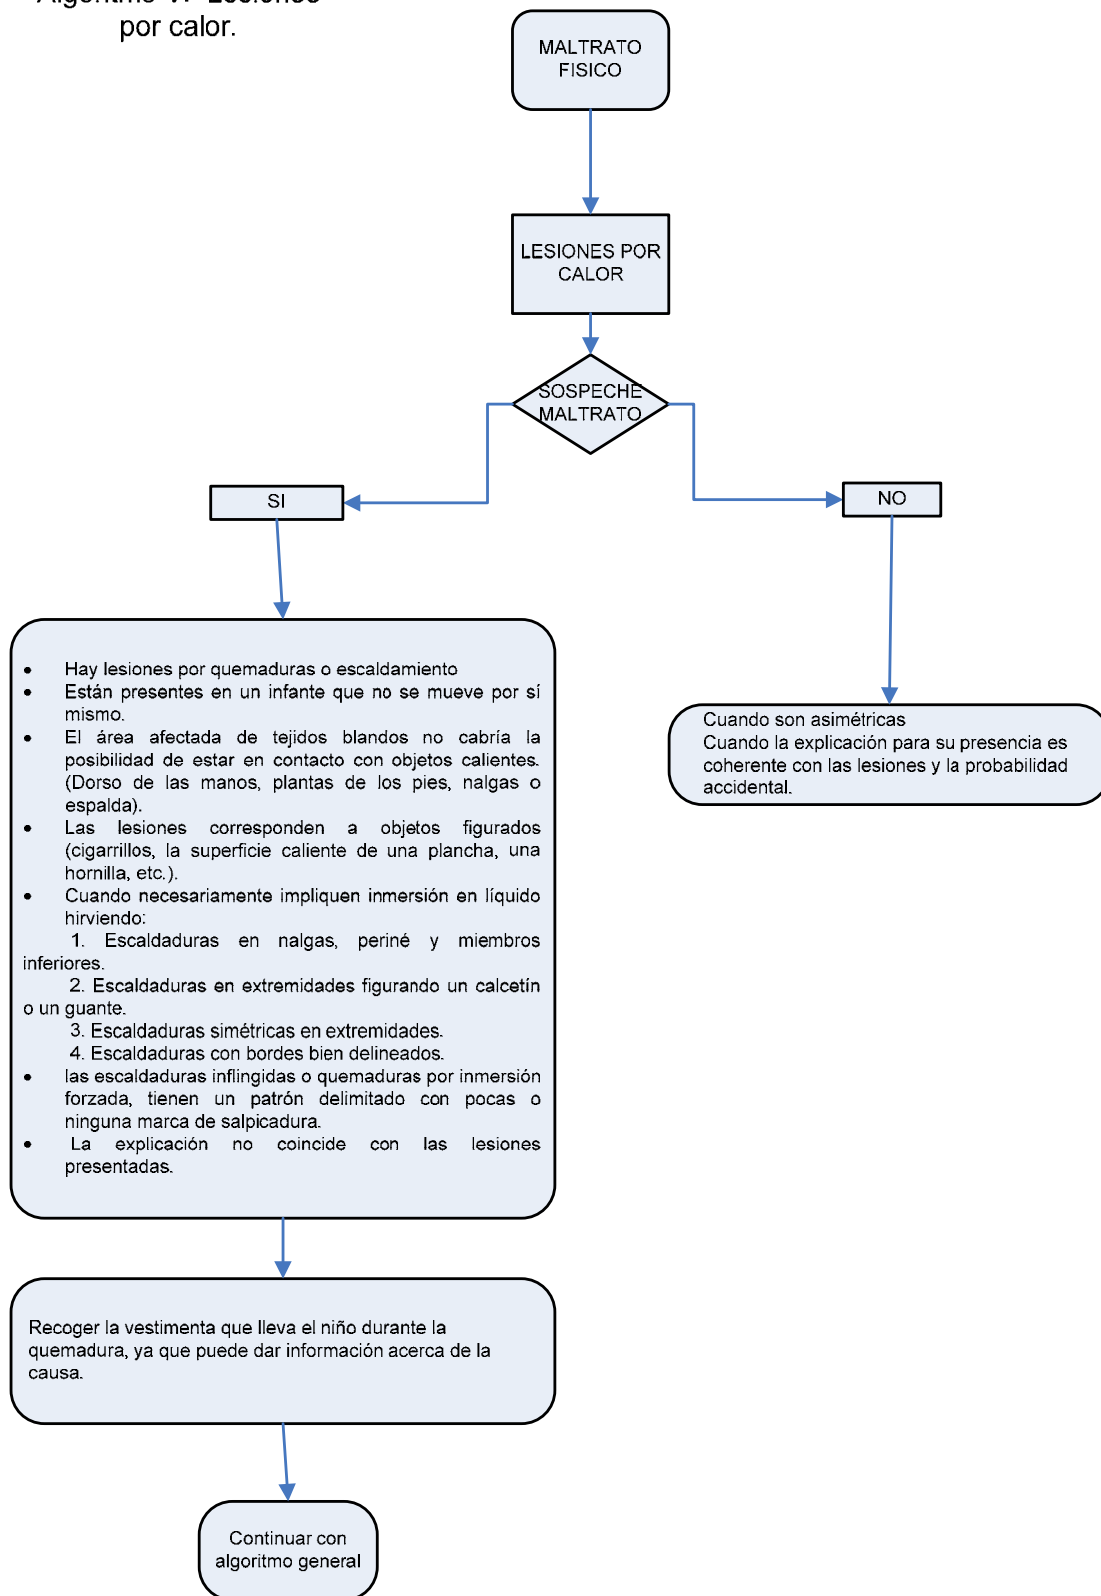 por calor.
MALTRATO
FISICO
LESIONES POR
CALOR
SOSPECHE
MALTRATO
SI
NO
• Hay lesiones por quemaduras o escaldamiento
• Están presentes en un infante que no se mueve por sí
mismo.
• El área afectada de tejidos blandos no cabría la
posibilidad de estar en contacto con objetos calientes.
(Dorso de las manos, plantas de los pies, nalgas o
espalda).
• Las lesiones corresponden a objetos figurados
(cigarrillos, la superficie caliente de una plancha, una
hornilla, etc.).
• Cuando necesariamente impliquen inmersión en líquido
hirviendo:
1. Escaldaduras en nalgas, periné y miembros
inferiores.
2. Escaldaduras en extremidades figurando un calcetín
o un guante.
3. Escaldaduras simétricas en extremidades.
4. Escaldaduras con bordes bien delineados.
• las escaldaduras inflingidas o quemaduras por inmersión
forzada, tienen un patrón delimitado con pocas o
ninguna marca de salpicadura.
• La explicación no coincide con las lesiones
presentadas.
Cuando son asimétricas
Cuando la explicación para su presencia es
coherente con las lesiones y la probabilidad
accidental.
Recoger la vestimenta que lleva el niño durante la
quemadura, ya que puede dar información acerca de la
causa.
Continuar con
algoritmo general